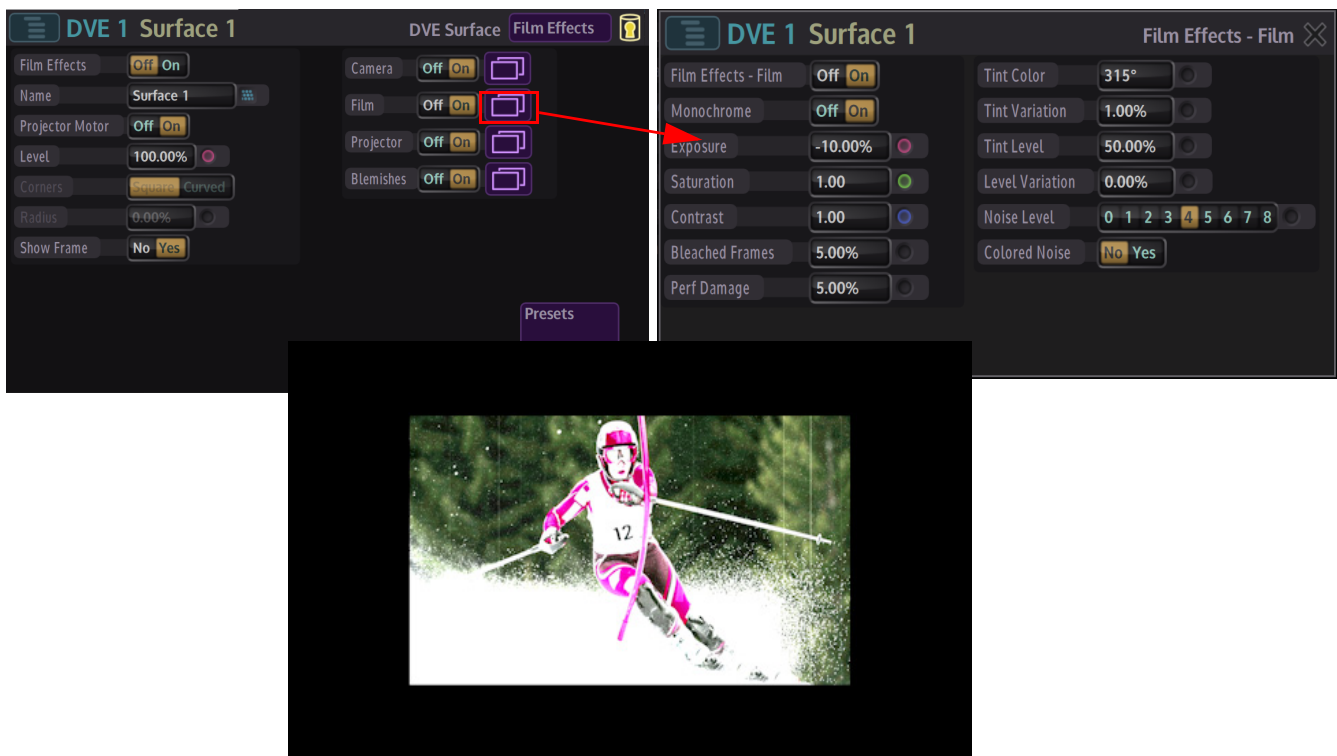 DVE 1 Surface 1
DVE Surface Film Effects
Film Effects Off On
Name Surface 1
Projector Motor Off On
Level 100.00%
Corners Square Curved
Radius 0.00%
Show Frame No Yes
Camera Off On
Film Off On
Projector Off On
Blemishes Off On
Presets
DVE 1 Surface 1
Film Effects - Film
Film Effects - Film Off On
Monochrome Off On
Exposure -10.00%
Saturation 1.00
Contrast 1.00
Bleached Frames 5.00%
Perf Damage 5.00%
Tint Color 315°
Tint Variation 1.00%
Tint Level 50.00%
Level Variation 0.00%
Noise Level 0 1 2 3 4 5 6 7 8
Colored Noise No Yes
12